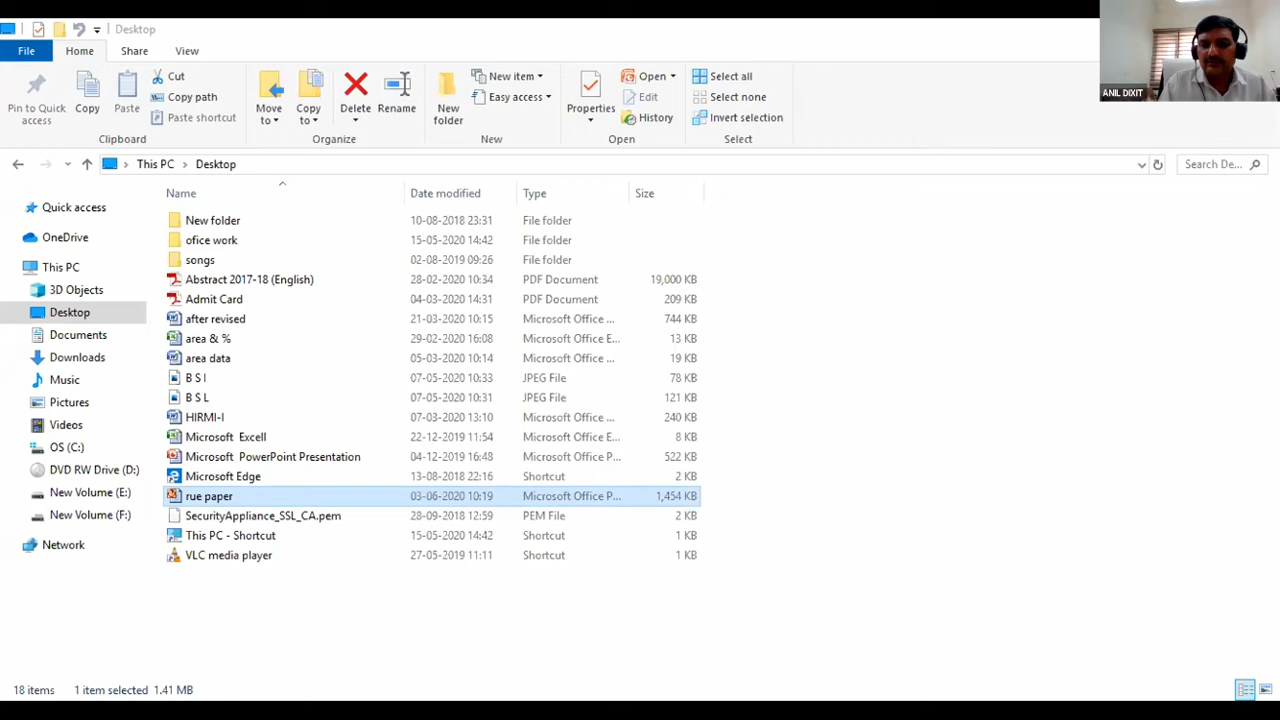 Desktop
File Home Share View
Pin to Quick access
Copy
Paste
Cut
Copy path
Paste shortcut
Clipboard
Move to
Copy to
Delete
Rename
Organize
New folder
New item
Easy access
New
Properties
Open
Edit
History
Open
Select all
Select none
Invert selection
Select
ANIL DIXIT
This PC > Desktop
Search De...
Quick access
OneDrive
This PC
3D Objects
Desktop
Documents
Downloads
Music
Pictures
Videos
OS (C:)
DVD RW Drive (D:)
New Volume (E:)
New Volume (F:)
Network
Name Date modified Type Size
New folder 10-08-2018 23:31 File folder
ofice work 15-05-2020 14:42 File folder
songs 02-08-2019 09:26 File folder
Abstract 2017-18 (English) 28-02-2020 10:34 PDF Document 19,000 KB
Admit Card 04-03-2020 14:31 PDF Document 209 KB
after revised 21-03-2020 10:15 Microsoft Office ... 744 KB
area & % 29-02-2020 16:08 Microsoft Office E... 13 KB
area data 05-03-2020 10:14 Microsoft Office ... 19 KB
B S I 07-05-2020 10:33 JPEG File 78 KB
B S L 07-05-2020 10:31 JPEG File 121 KB
HIRMI-I 07-03-2020 13:10 Microsoft Office ... 240 KB
Microsoft Excell 22-12-2019 11:54 Microsoft Office E... 8 KB
Microsoft PowerPoint Presentation 04-12-2019 16:48 Microsoft Office P... 522 KB
Microsoft Edge 13-08-2018 22:16 Shortcut 2 KB
rue paper 03-06-2020 10:19 Microsoft Office P... 1,454 KB
SecurityAppliance_SSL_CA.pem 28-09-2018 12:59 PEM File 2 KB
This PC - Shortcut 15-05-2020 14:42 Shortcut 1 KB
VLC media player 27-05-2019 11:11 Shortcut 1 KB
18 items 1 item selected 1.41 MB